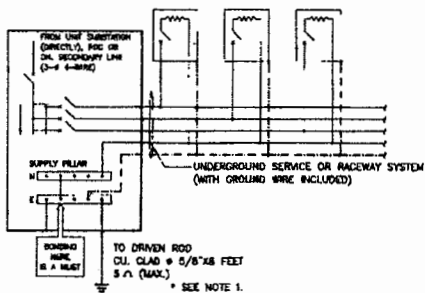 FROM UNIT SUBSTATION
(DIRECTLY), POC OR
OH. SECONDARY LINE
(3-ø 4-WIRE)
SUPPLY PILLAR
N
E
BONDING
HERE
IS A MUST
UNDERGROUND SERVICE OR RACEWAY SYSTEM
(WITH GROUND WIRE INCLUDED)
TO DRIVEN ROD
CU. CLAD ø 5/8"X8 FEET
5 Ω (MAX.)
* SEE NOTE 1.